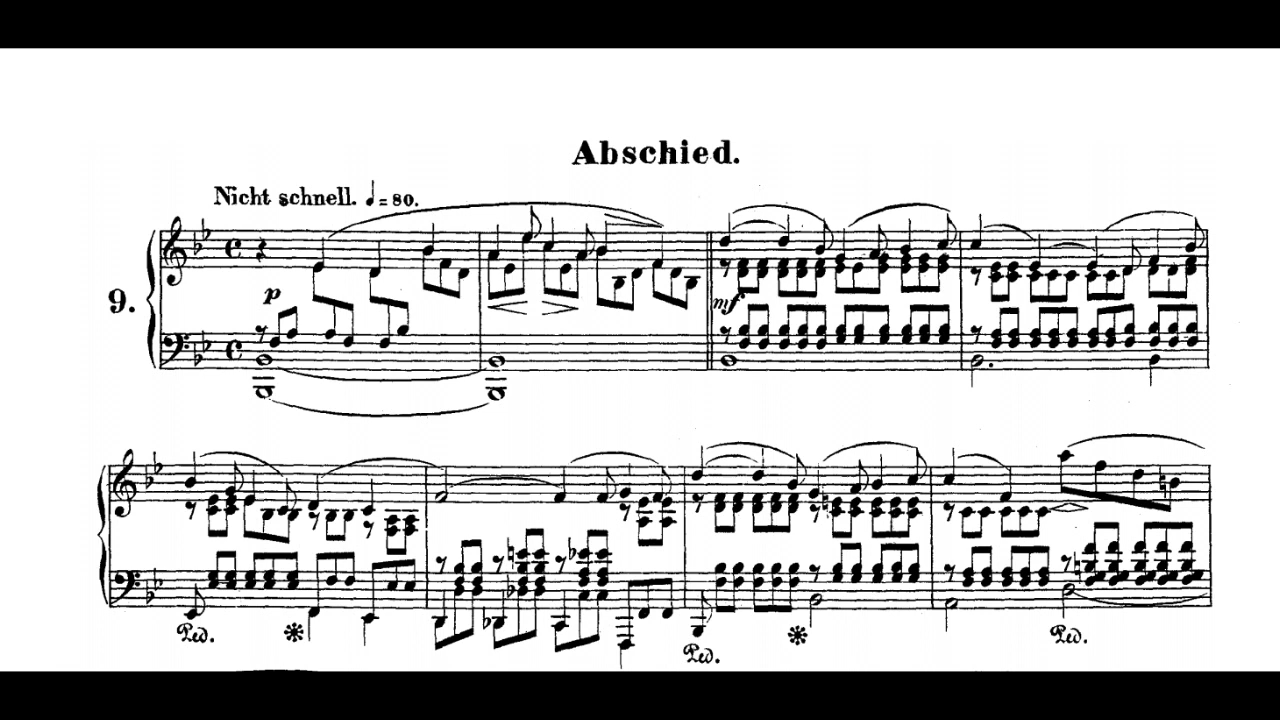 Abschied.
Nicht schnell. ♩=80.
9.
p
mf
Ped.
Ped.
Ped.